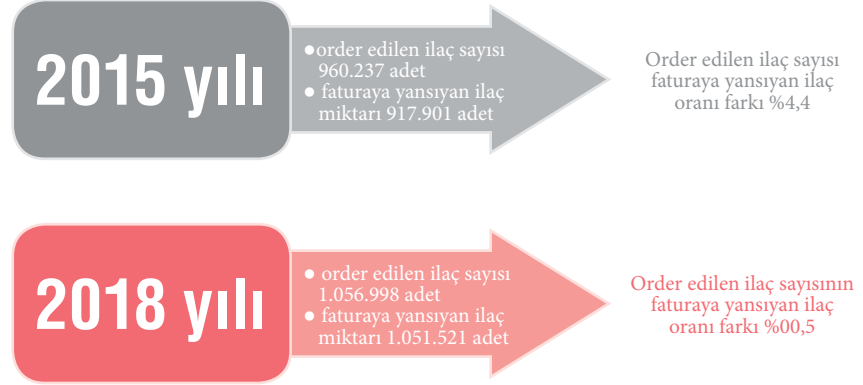 2015 yılı
●order edilen ilaç sayısı
960.237 adet
● faturaya yansıyan ilaç
miktarı 917.901 adet
Order edilen ilaç sayısı
faturaya yansıyan ilaç
oranı farkı %4,4
2018 yılı
● order edilen ilaç sayısı
1.056.998 adet
● faturaya yansıyan ilaç
miktarı 1.051.521 adet
Order edilen ilaç sayısının
faturaya yansıyan ilaç
oranı farkı %00,5